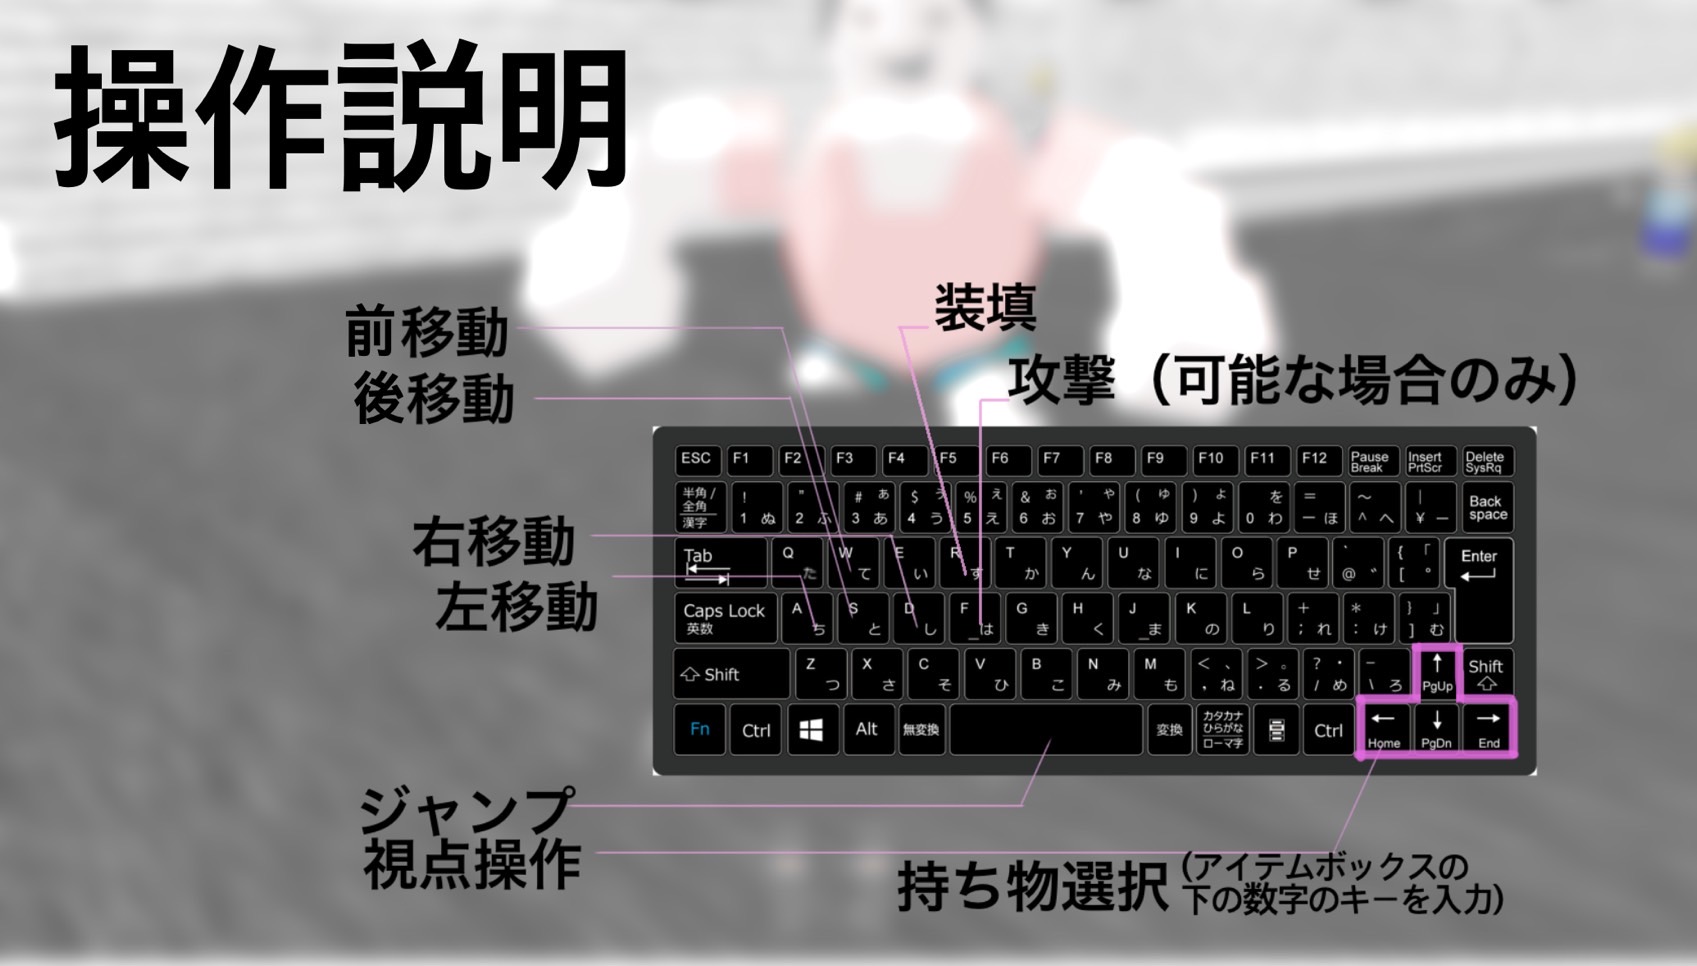 操作説明
前移動
後移動
装填
攻撃（可能な場合のみ）
右移動
左移動
ESC F1 F2 F3 F4 F5 F6 F7 F8 F9 F10 F11 F12 Pause Break Insert PrtScr Delete SysRq
半角/全角 漢字 ! 1 ぬ " 2 ふ # 3 ぁ あ $ 4 ぅ う % 5 ぇ え & 6 ぉ お ' 7 ゃ や ( 8 ゅ ゆ ) 9 ょ よ 0 を わ = ー ほ ～ ^ へ | ¥ ー Back space
Tab Q た W て E い R す T か Y ん U な I に O ら P せ ` @ ゛ { [ 「 ゜ Enter
Caps Lock 英数 A ち S と D し F は G き H く J ま K の L り + ; れ * : け } ] 」 む
Shift Z つ X さ C そ V ひ B こ N み M も < , 、 ね > . 。 る ? / ・ め _ \ ろ ↑ PgUp Shift
Fn Ctrl Alt 無変換 変換 カタカナ ひらがな ローマ字 Ctrl ← Home ↓ PgDn → End
ジャンプ
視点操作
持ち物選択
(アイテムボックスの
下の数字のキーを入力)